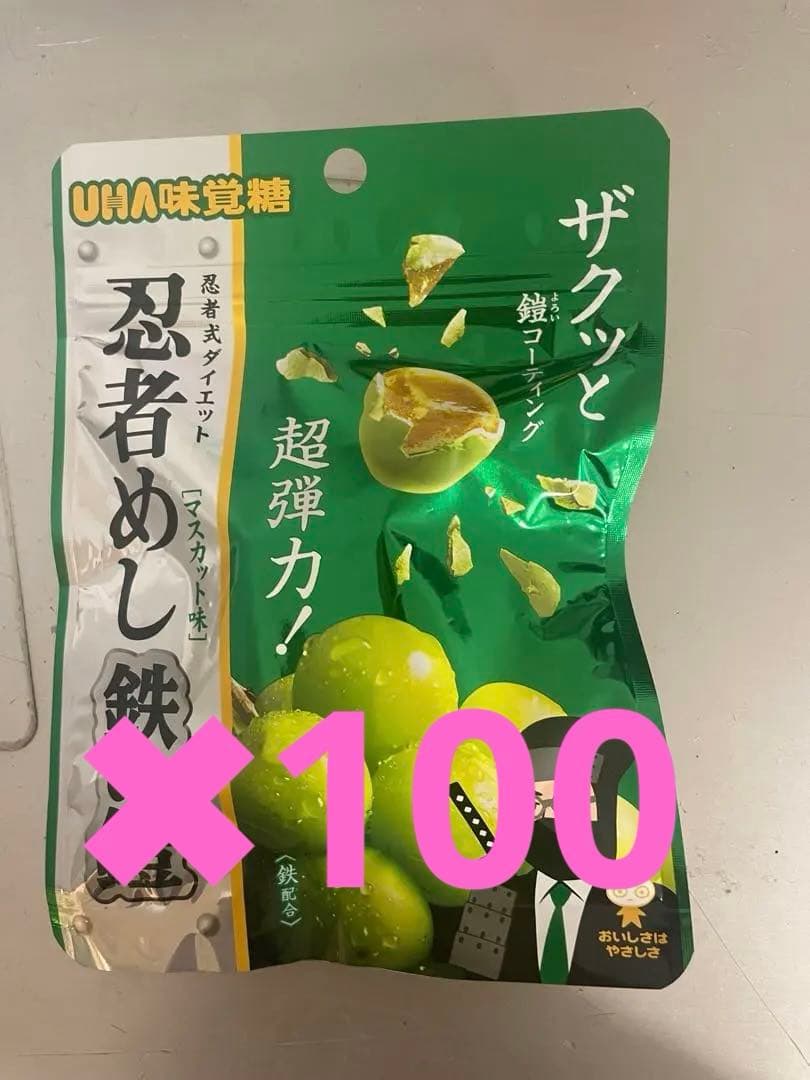 UHA味覚糖
ザクッと
鎧コーティング
よろい
超弾力！
忍者式ダイエット
忍者めし
［マスカット味］
鉄
鎧
×100
〈鉄配合〉
おいしさは
やさしさ